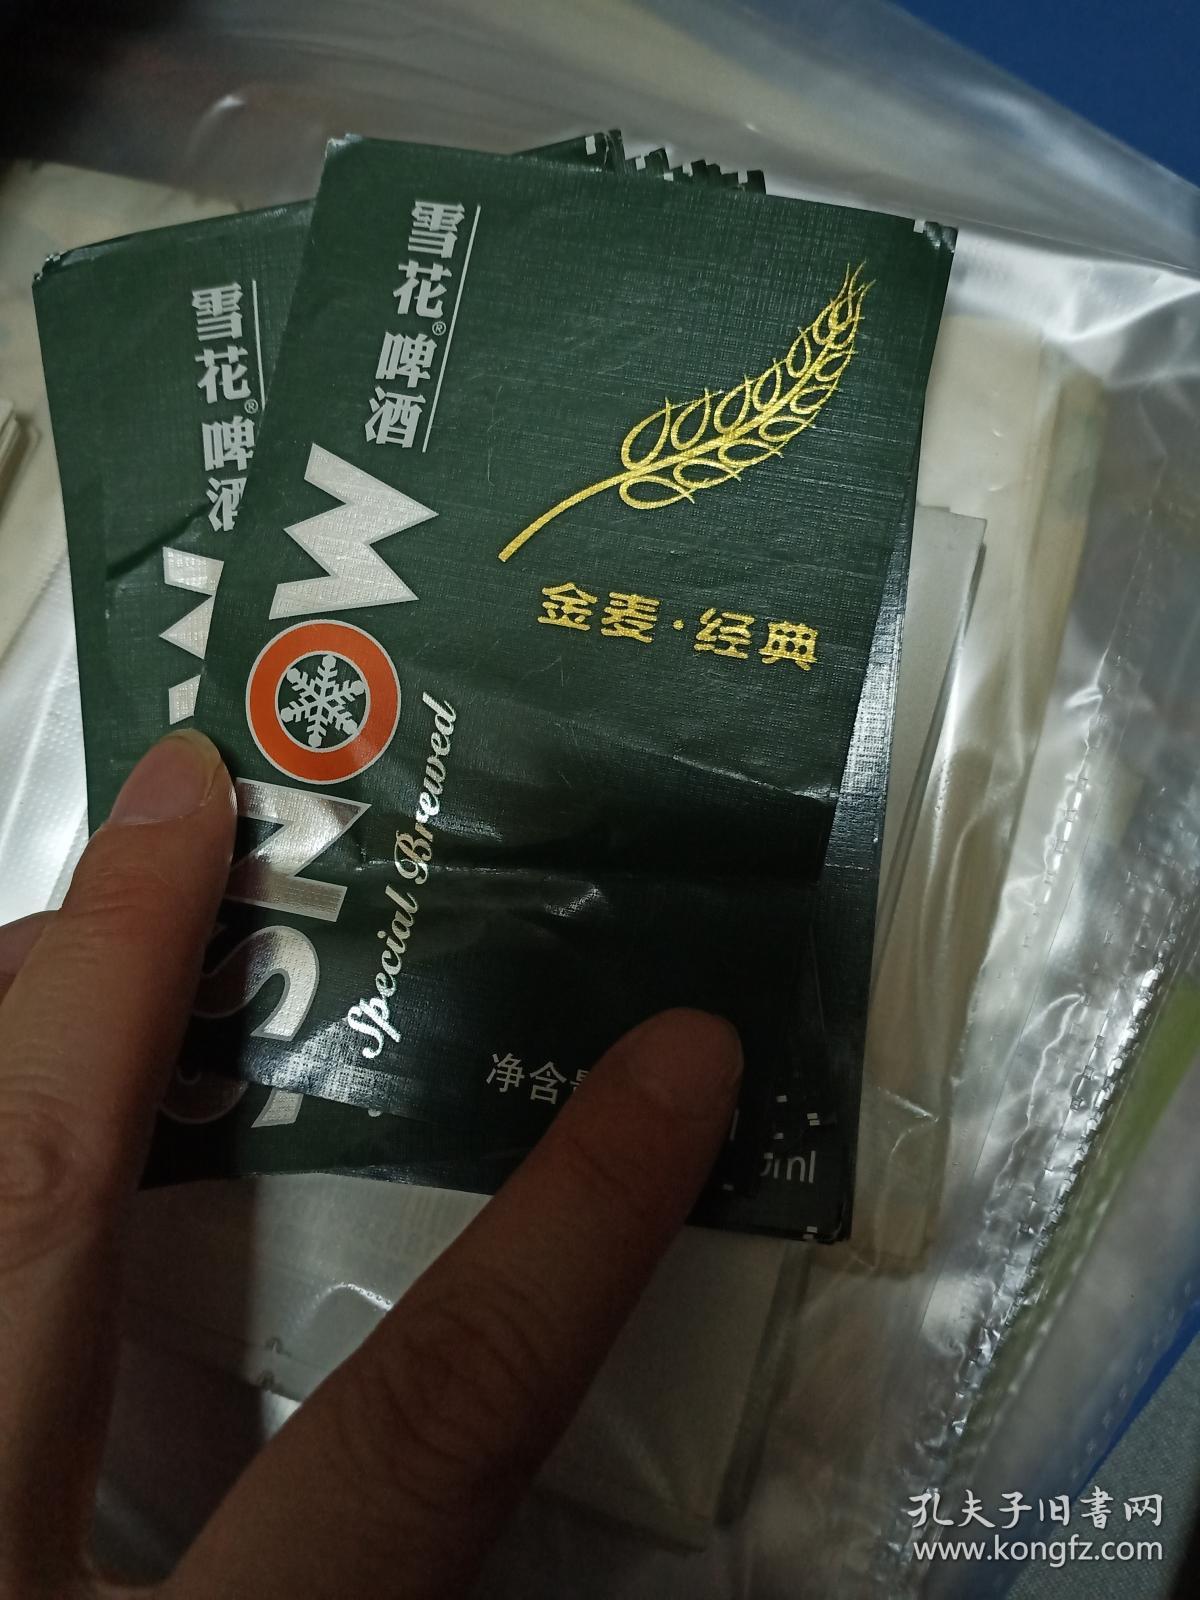 雪花®啤酒
SNOW
Special Brewed
金麦·经典
净含
雪花®啤酒
W
ml
孔夫子旧书网
www.kongfz.com